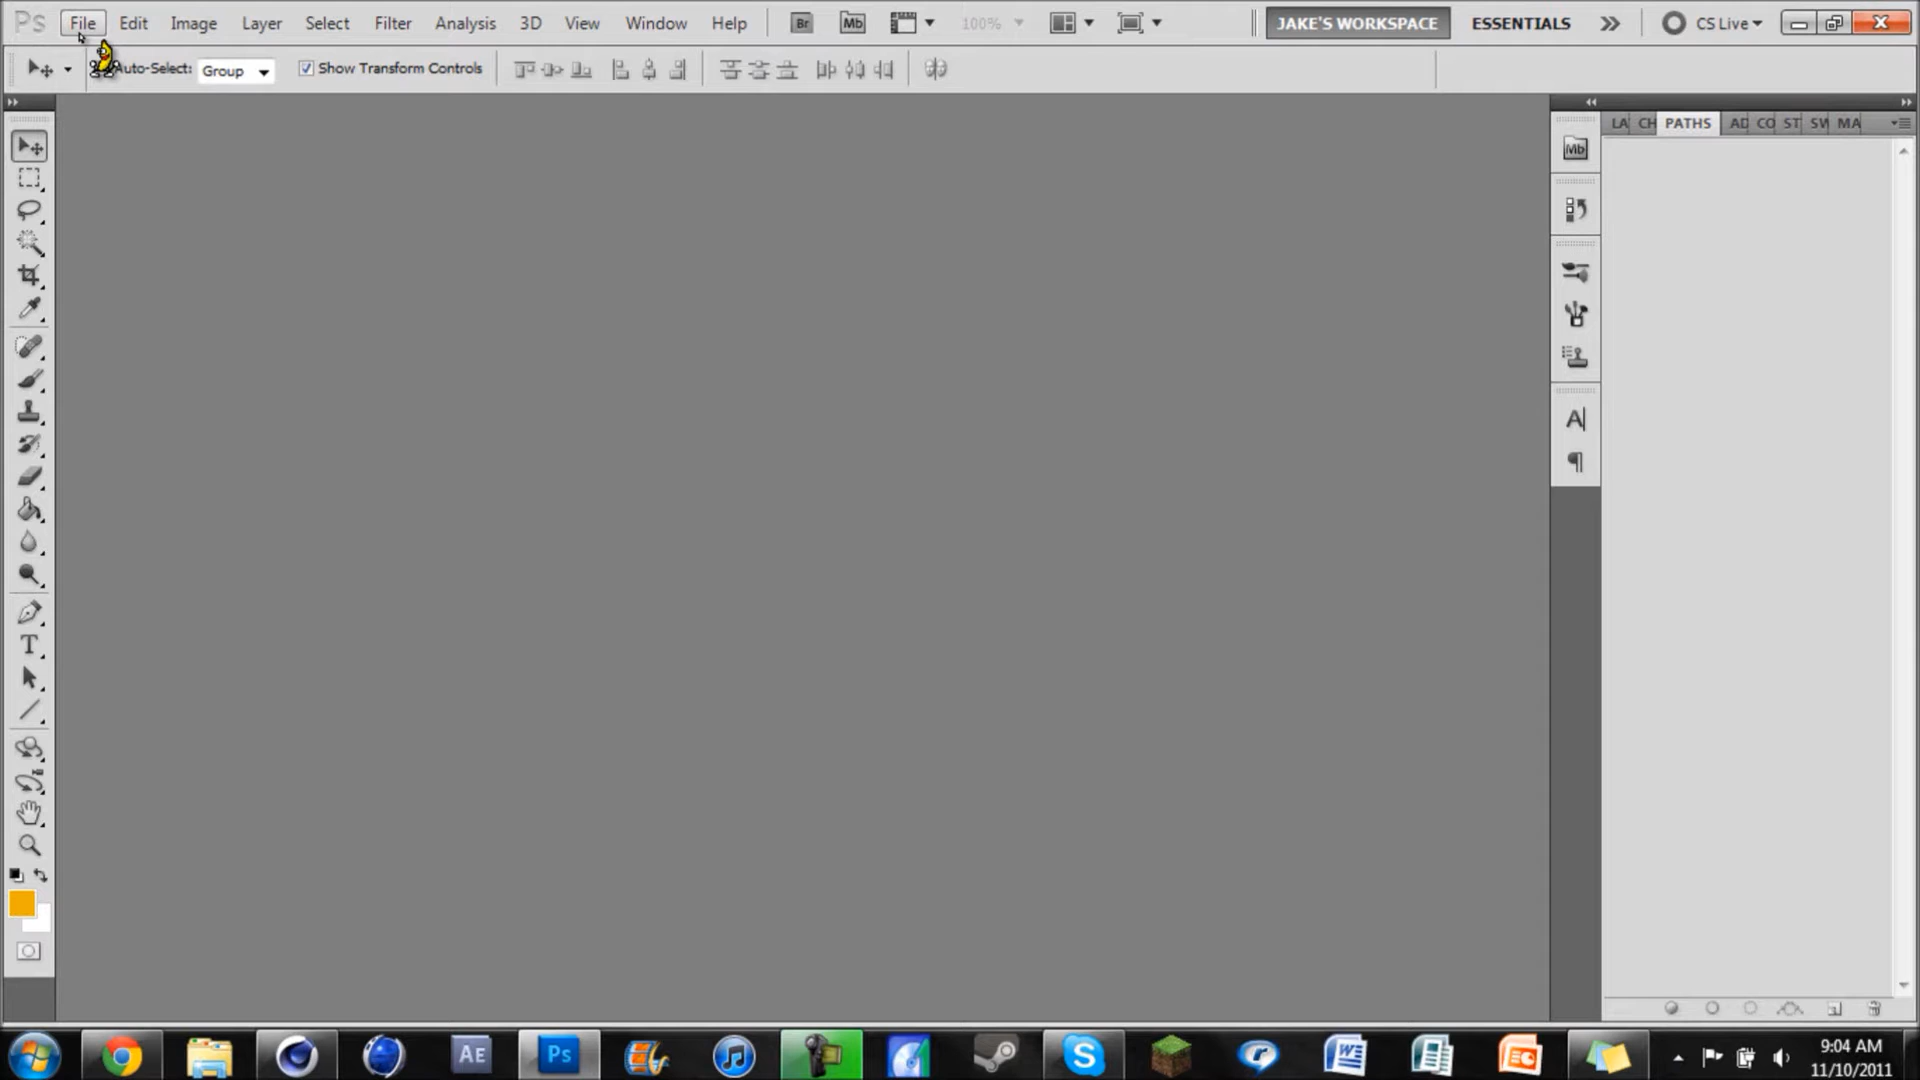 Ps File Edit Image Layer Select Filter Analysis 3D View Window Help Br Mb 100% JAKE'S WORKSPACE ESSENTIALS CS Live
Auto-Select: Group Show Transform Controls
LA CH PATHS AD CO ST SW MA
Mb
A
T
AE Ps S W
9:04 AM
11/10/2011